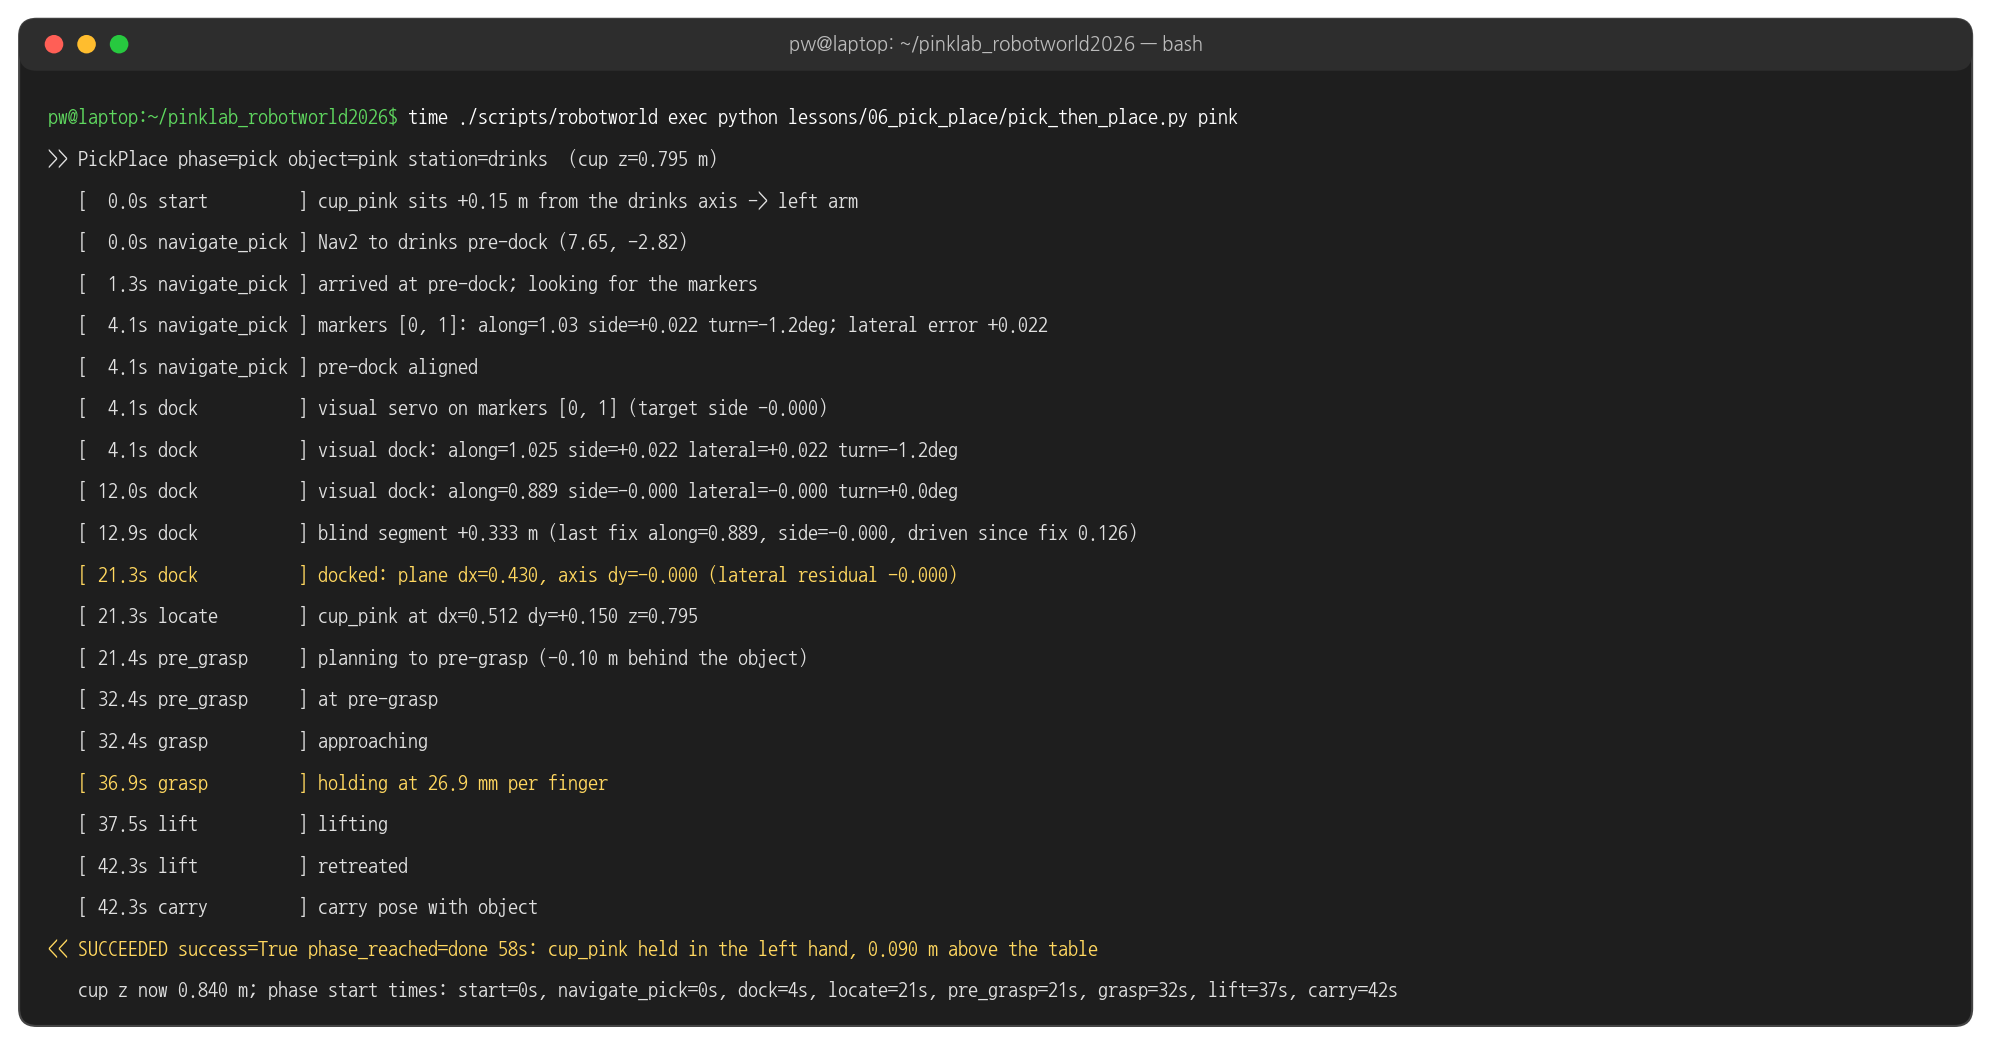 pw@laptop: ~/pinklab_robotworld2026 — bash
pw@laptop:~/pinklab_robotworld2026$ time ./scripts/robotworld exec python lessons/06_pick_place/pick_then_place.py pink
>> PickPlace phase=pick object=pink station=drinks  (cup z=0.795 m)
   [  0.0s start         ] cup_pink sits +0.15 m from the drinks axis -> left arm
   [  0.0s navigate_pick ] Nav2 to drinks pre-dock (7.65, -2.82)
   [  1.3s navigate_pick ] arrived at pre-dock; looking for the markers
   [  4.1s navigate_pick ] markers [0, 1]: along=1.03 side=+0.022 turn=-1.2deg; lateral error +0.022
   [  4.1s navigate_pick ] pre-dock aligned
   [  4.1s dock          ] visual servo on markers [0, 1] (target side -0.000)
   [  4.1s dock          ] visual dock: along=1.025 side=+0.022 lateral=+0.022 turn=-1.2deg
   [ 12.0s dock          ] visual dock: along=0.889 side=-0.000 lateral=-0.000 turn=+0.0deg
   [ 12.9s dock          ] blind segment +0.333 m (last fix along=0.889, side=-0.000, driven since fix 0.126)
   [ 21.3s dock          ] docked: plane dx=0.430, axis dy=-0.000 (lateral residual -0.000)
   [ 21.3s locate        ] cup_pink at dx=0.512 dy=+0.150 z=0.795
   [ 21.4s pre_grasp     ] planning to pre-grasp (-0.10 m behind the object)
   [ 32.4s pre_grasp     ] at pre-grasp
   [ 32.4s grasp         ] approaching
   [ 36.9s grasp         ] holding at 26.9 mm per finger
   [ 37.5s lift          ] lifting
   [ 42.3s lift          ] retreated
   [ 42.3s carry         ] carry pose with object
<< SUCCEEDED success=True phase_reached=done 58s: cup_pink held in the left hand, 0.090 m above the table
   cup z now 0.840 m; phase start times: start=0s, navigate_pick=0s, dock=4s, locate=21s, pre_grasp=21s, grasp=32s, lift=37s, carry=42s